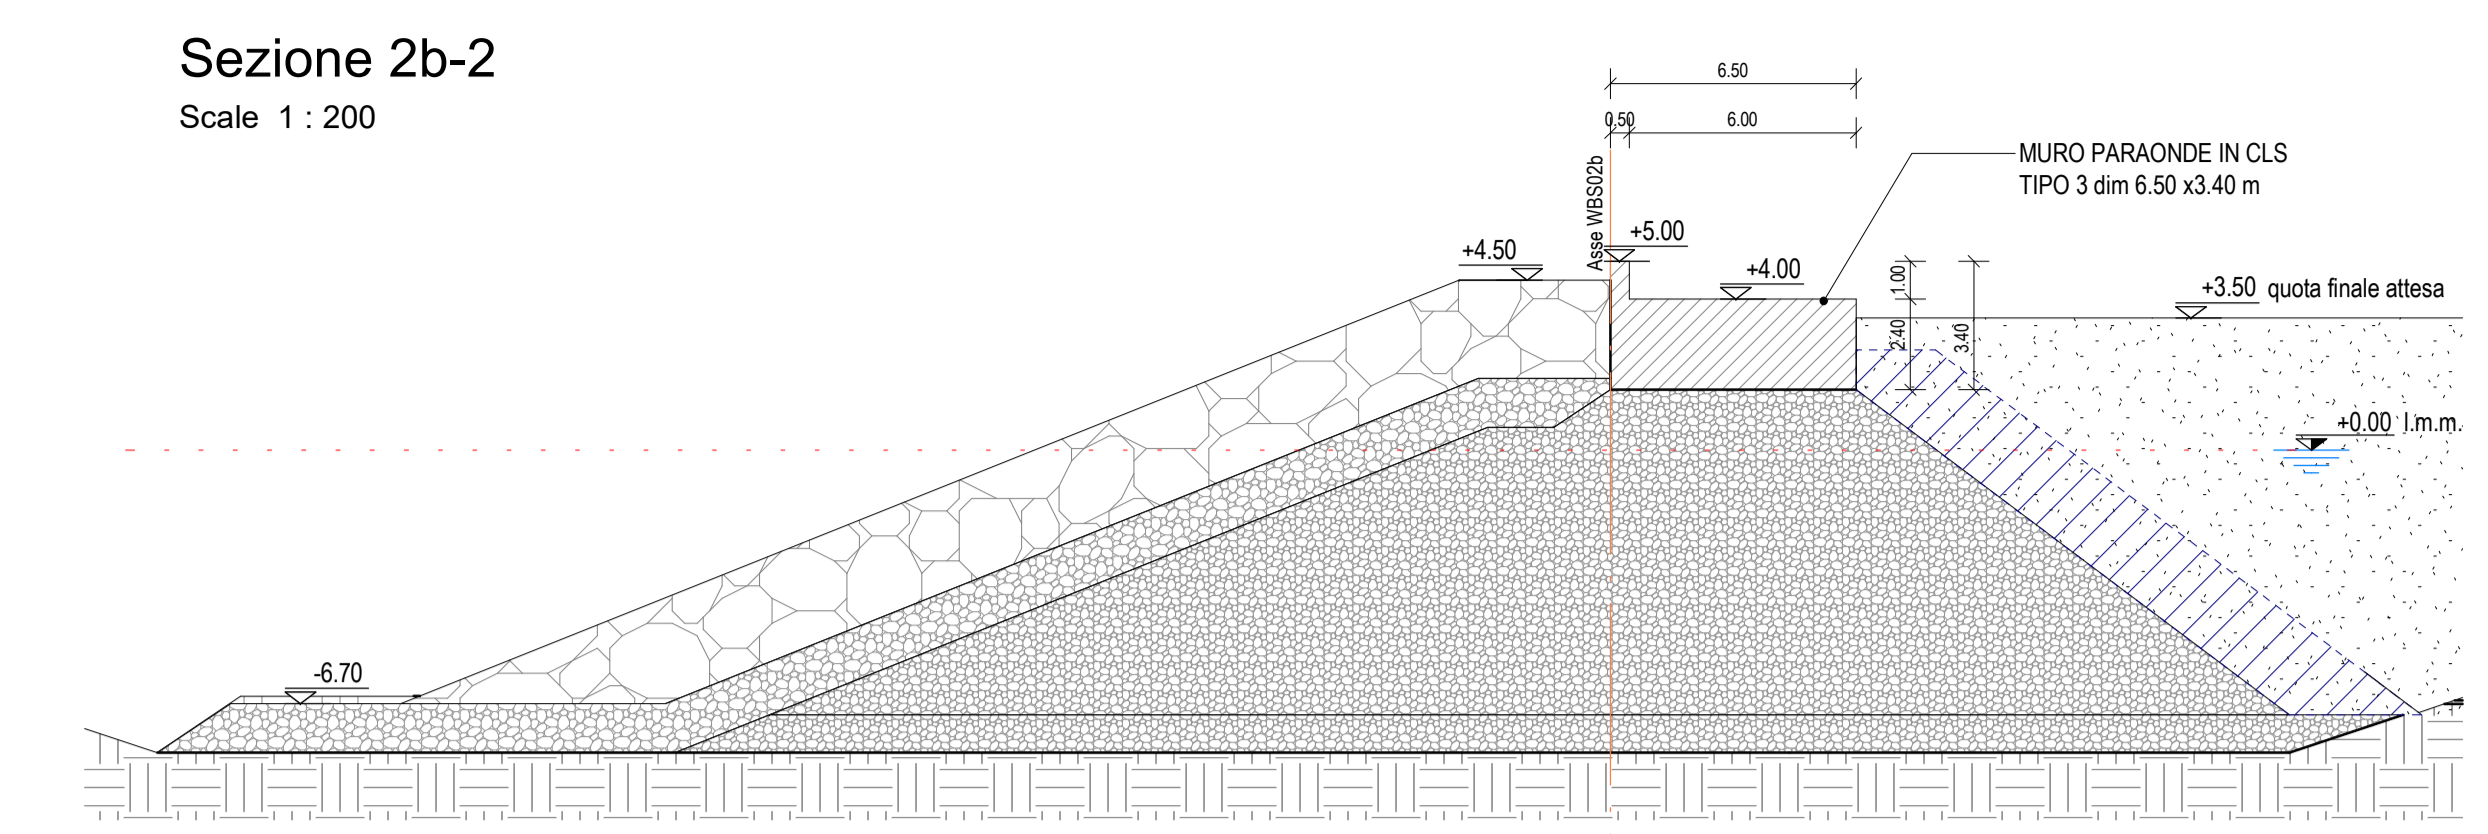 Sezione 2b-2
Scale 1 : 200
6.50
0.50
6.00
MURO PARAONDE IN CLS
TIPO 3 dim 6.50 x3.40 m
Asse WBS02b
+5.00
+4.50
+4.00
1.00
2.40
3.40
+3.50 quota finale attesa
+0.00 l.m.m.
-6.70